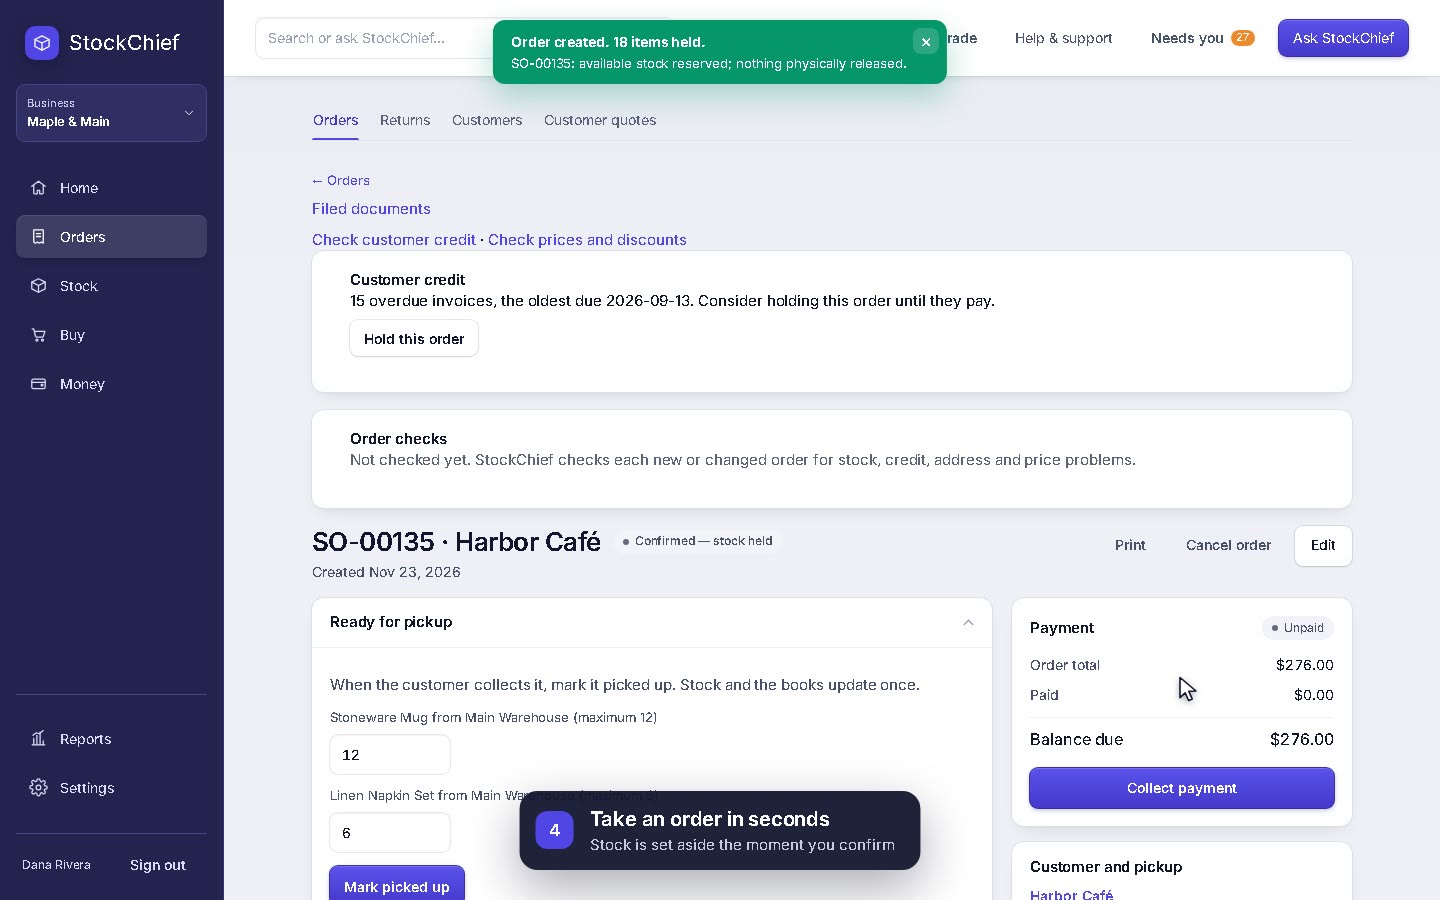 StockChief
Business
Maple & Main
Home
Orders
Stock
Buy
Money
Reports
Settings
Dana Rivera
Sign out
Search or ask StockChief...
Order created. 18 items held.
SO-00135: available stock reserved; nothing physically released.
Help & support
Needs you 27
Ask StockChief
Orders Returns Customers Customer quotes
← Orders
Filed documents
Check customer credit · Check prices and discounts
Customer credit
15 overdue invoices, the oldest due 2026-09-13. Consider holding this order until they pay.
Hold this order
Order checks
Not checked yet. StockChief checks each new or changed order for stock, credit, address and price problems.
SO-00135 · Harbor Café
Confirmed — stock held
Print
Cancel order
Edit
Created Nov 23, 2026
Ready for pickup
When the customer collects it, mark it picked up. Stock and the books update once.
Stoneware Mug from Main Warehouse (maximum 12)
12
Linen Napkin Set from Main Warehouse (maximum 6)
6
Mark picked up
Payment
Unpaid
Order total $276.00
Paid $0.00
Balance due $276.00
Collect payment
Customer and pickup
Harbor Café
4
Take an order in seconds
Stock is set aside the moment you confirm